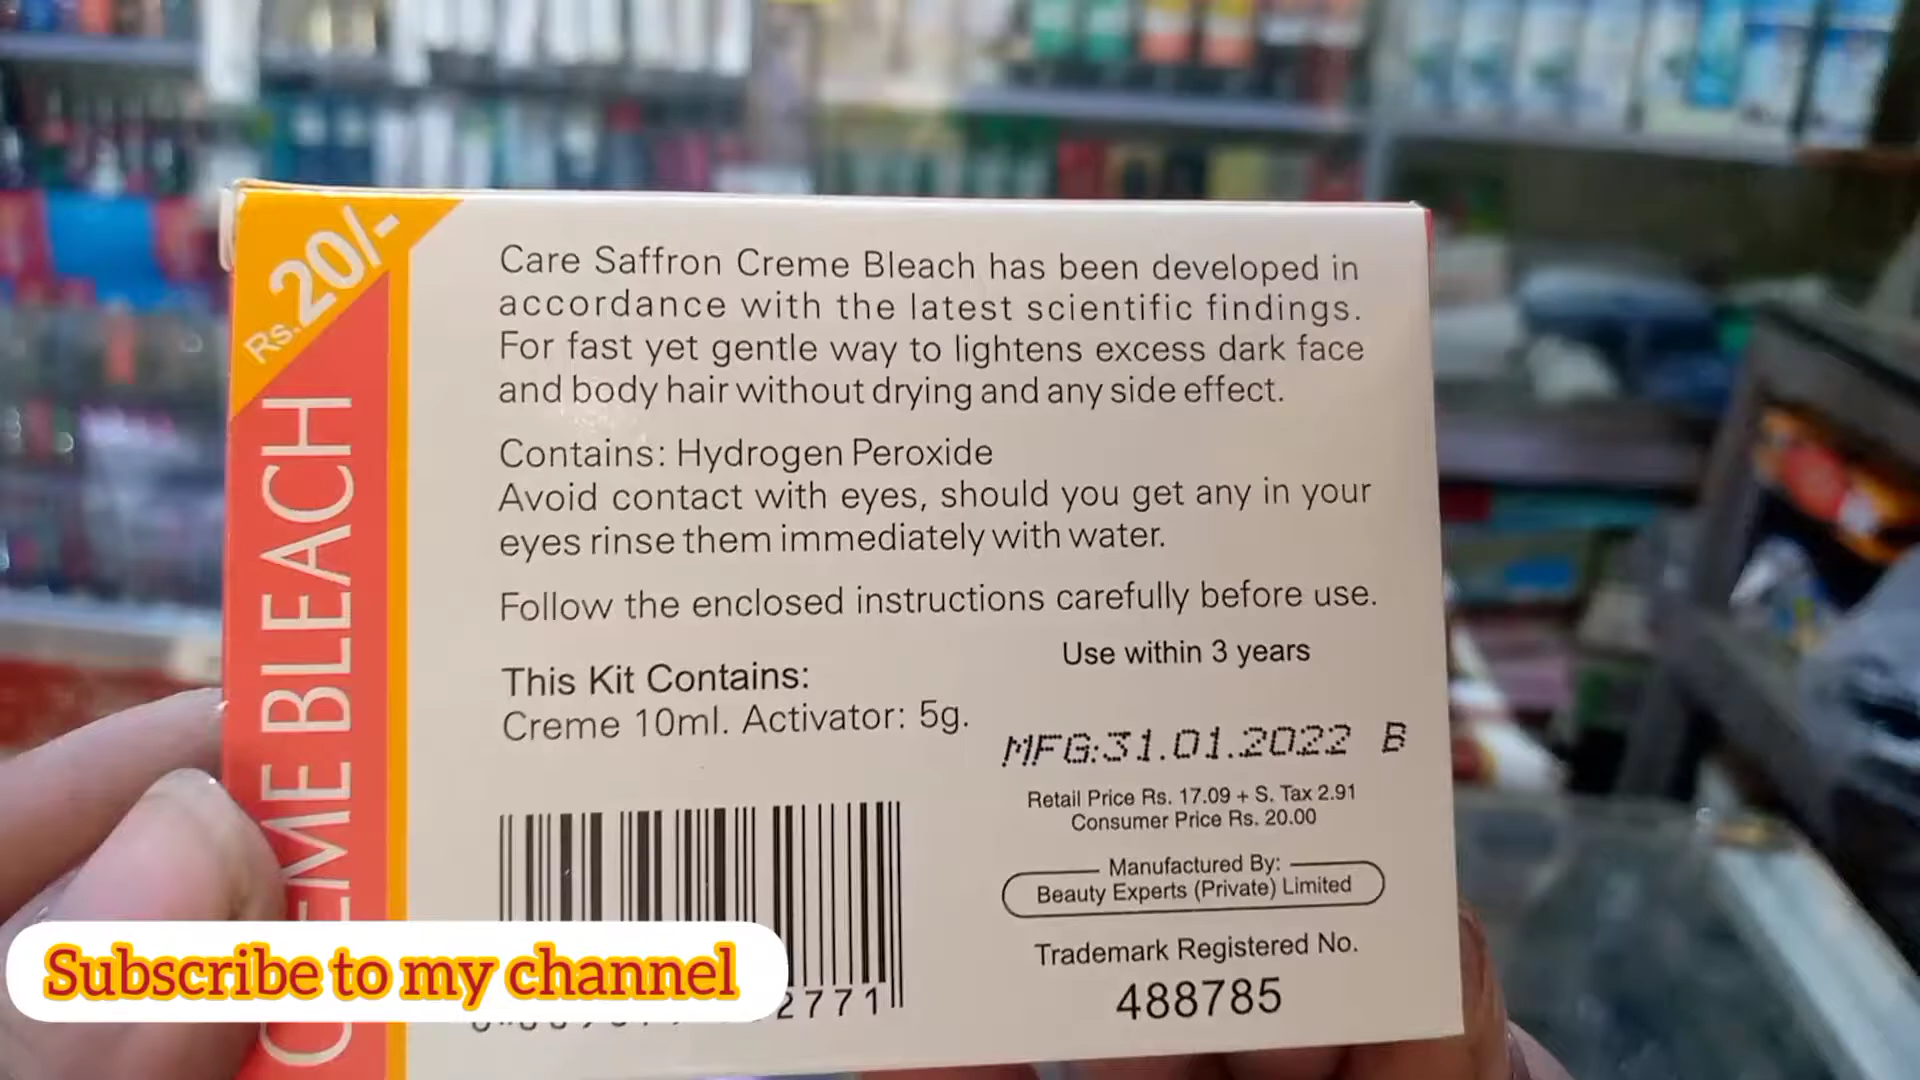 Rs. 20/-
CREME BLEACH
Care Saffron Creme Bleach has been developed in
accordance with the latest scientific findings.
For fast yet gentle way to lightens excess dark face
and body hair without drying and any side effect.
Contains: Hydrogen Peroxide
Avoid contact with eyes, should you get any in your
eyes rinse them immediately with water.
Follow the enclosed instructions carefully before use.
Use within 3 years
This Kit Contains:
Creme 10ml. Activator: 5g.
MFG:31.01.2022 B
Retail Price Rs. 17.09 + S. Tax 2.91
Consumer Price Rs. 20.00
Manufactured By:
Beauty Experts (Private) Limited
Trademark Registered No.
488785
2771
Subscribe to my channel